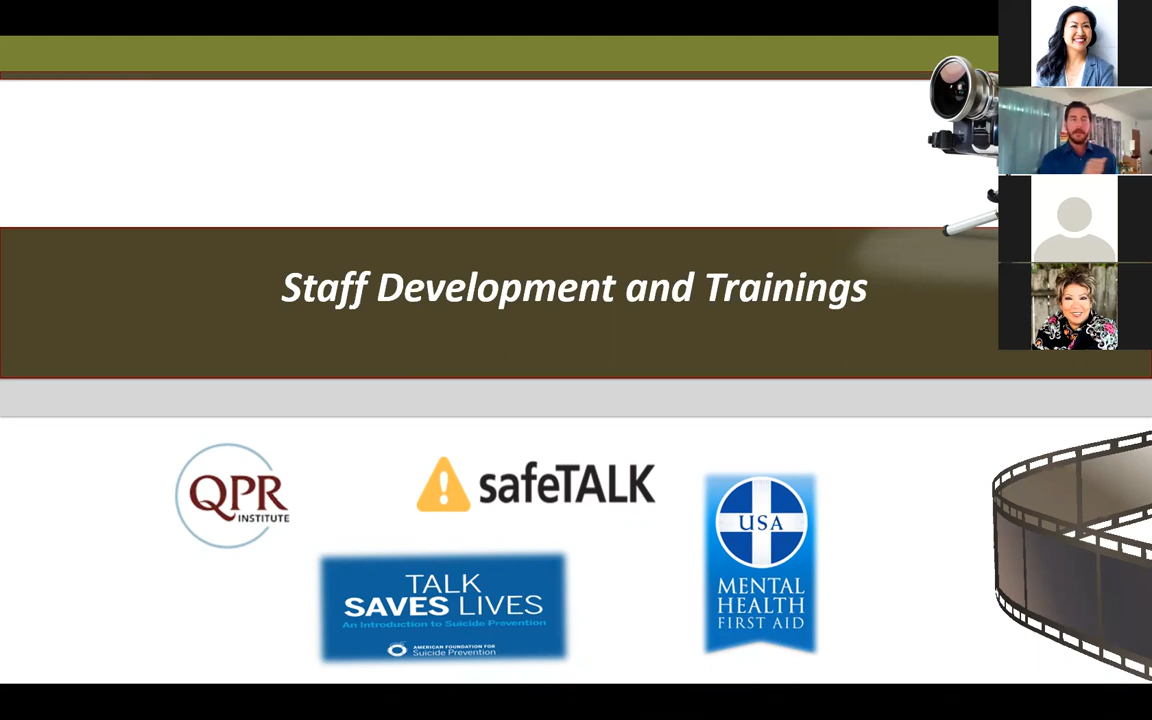 Staff Development and Trainings
QPR
INSTITUTE
safeTALK
TALK
SAVES LIVES
An Introduction to Suicide Prevention
AMERICAN FOUNDATION FOR
Suicide Prevention
USA
MENTAL
HEALTH
FIRST AID